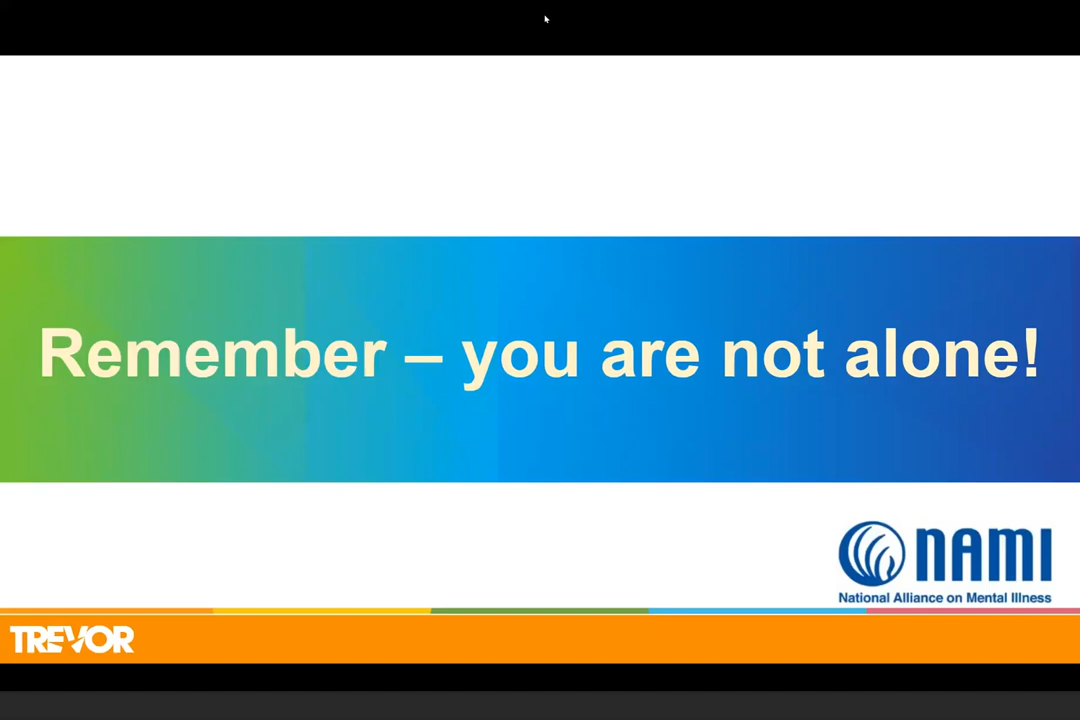 Remember – you are not alone!
NAMI
National Alliance on Mental Illness
TREVOR